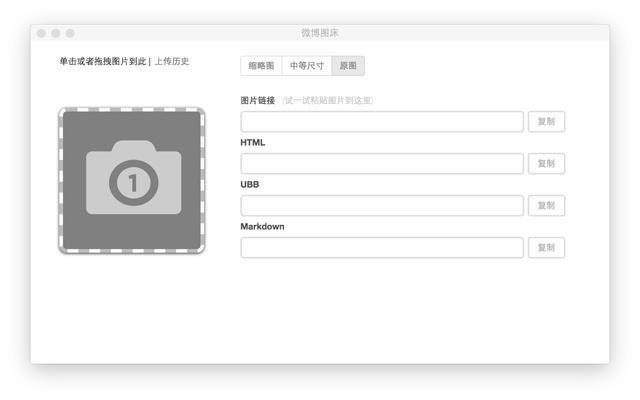 微博图床
单击或者拖拽图片到此 | 上传历史
缩略图 中等尺寸 原图
图片链接 (试一试粘贴图片到这里)
复制
HTML
复制
UBB
复制
Markdown
复制
1